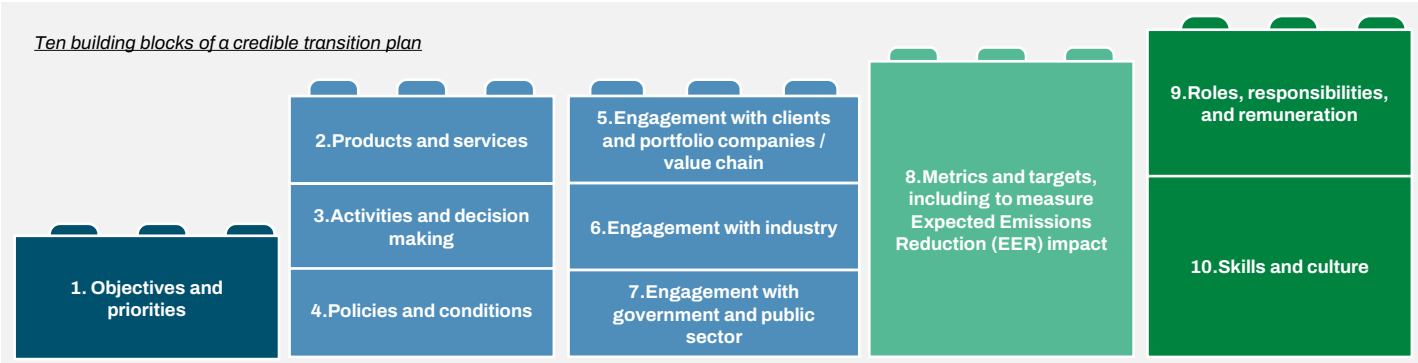 Ten building blocks of a credible transition plan
1. Objectives and
priorities
2.Products and services
3.Activities and decision
making
4.Policies and conditions
5.Engagement with clients
and portfolio companies /
value chain
6.Engagement with industry
7.Engagement with
government and public
sector
8.Metrics and targets,
including to measure
Expected Emissions
Reduction (EER) impact
9.Roles, responsibilities,
and remuneration
10.Skills and culture